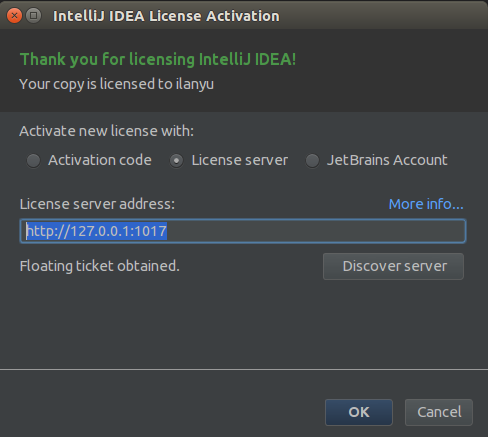 IntelliJ IDEA License Activation
Thank you for licensing IntelliJ IDEA!
Your copy is licensed to ilanyu
Activate new license with:
Activation code License server JetBrains Account
License server address: More info...
http://127.0.0.1:1017
Floating ticket obtained. Discover server
OK Cancel